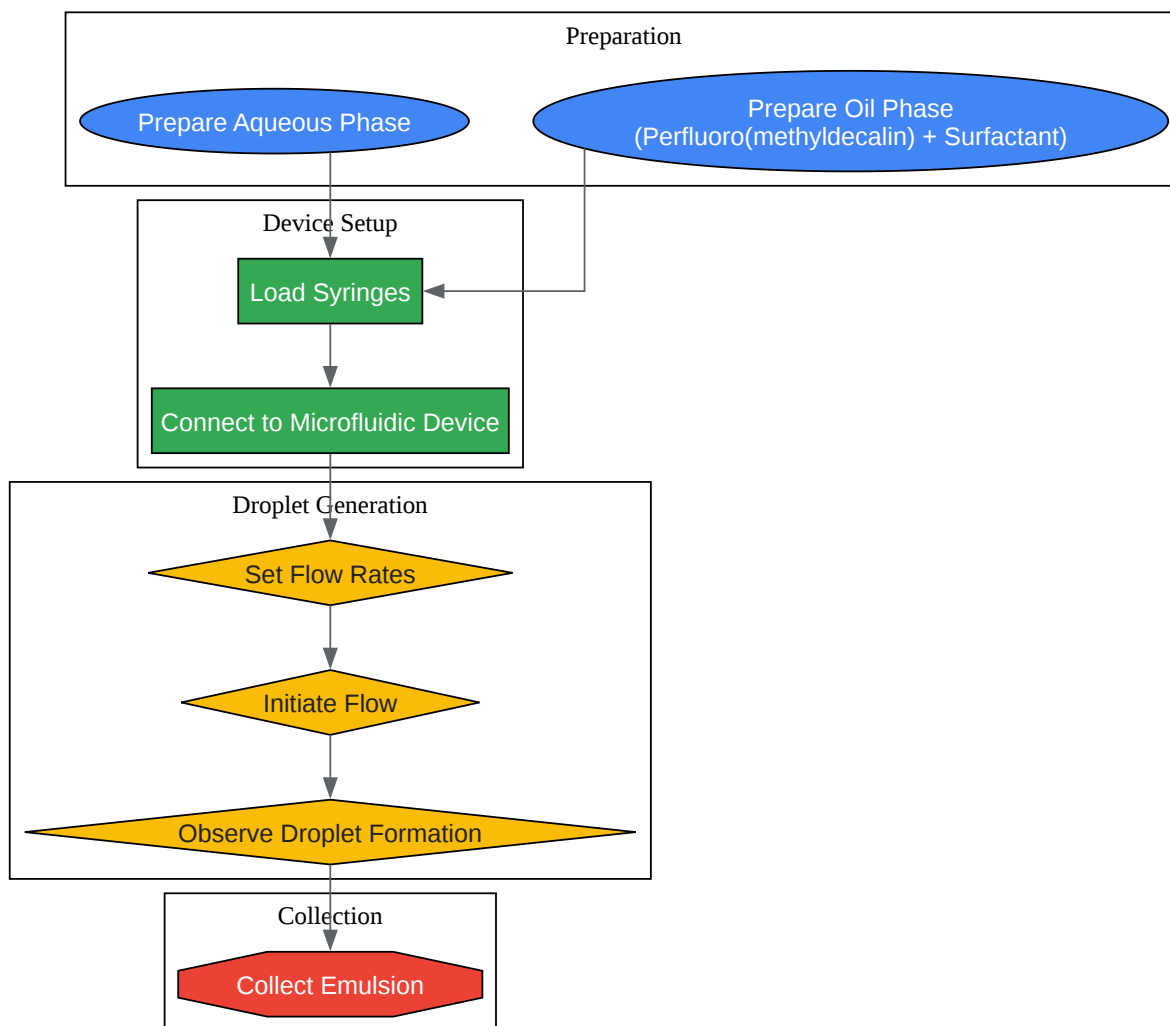 Preparation
Prepare Aqueous Phase
Prepare Oil Phase
(Perfluoro(methyldecalin) + Surfactant)
Device Setup
Load Syringes
Connect to Microfluidic Device
Droplet Generation
Set Flow Rates
Initiate Flow
Observe Droplet Formation
Collection
Collect Emulsion